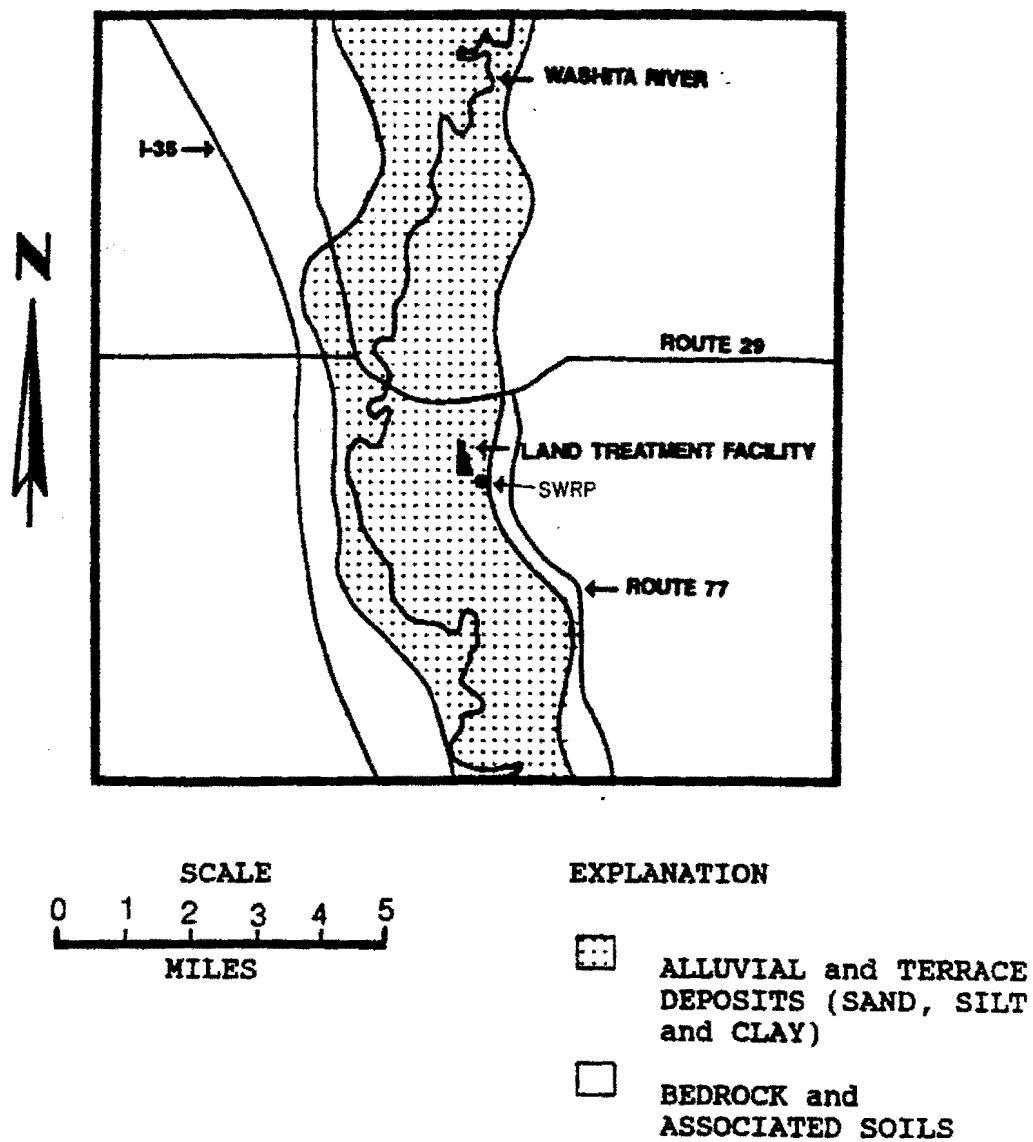 WASHITA RIVER
I-35
N
ROUTE 29
LAND TREATMENT FACILITY
SWRP
ROUTE 77
SCALE
0 1 2 3 4 5
MILES
EXPLANATION
ALLUVIAL and TERRACE
DEPOSITS (SAND, SILT
and CLAY)
BEDROCK and
ASSOCIATED SOILS